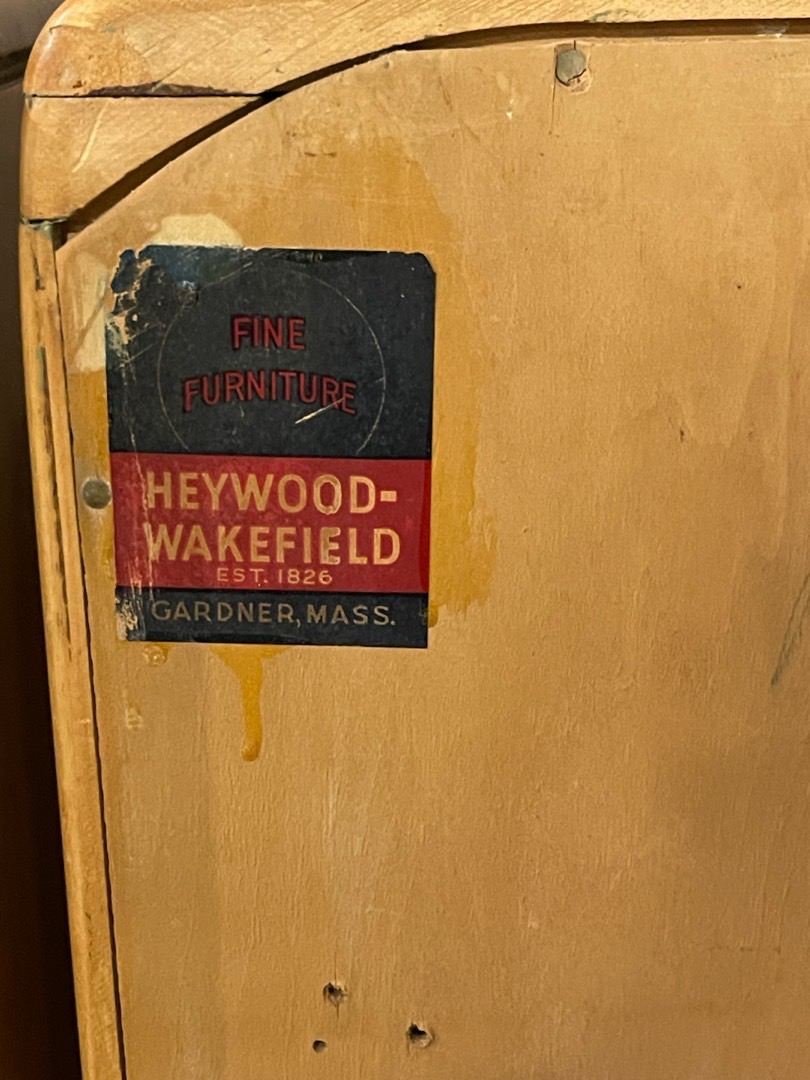 FINE
FURNITURE
HEYWOOD-
WAKEFIELD
EST. 1826
GARDNER, MASS.